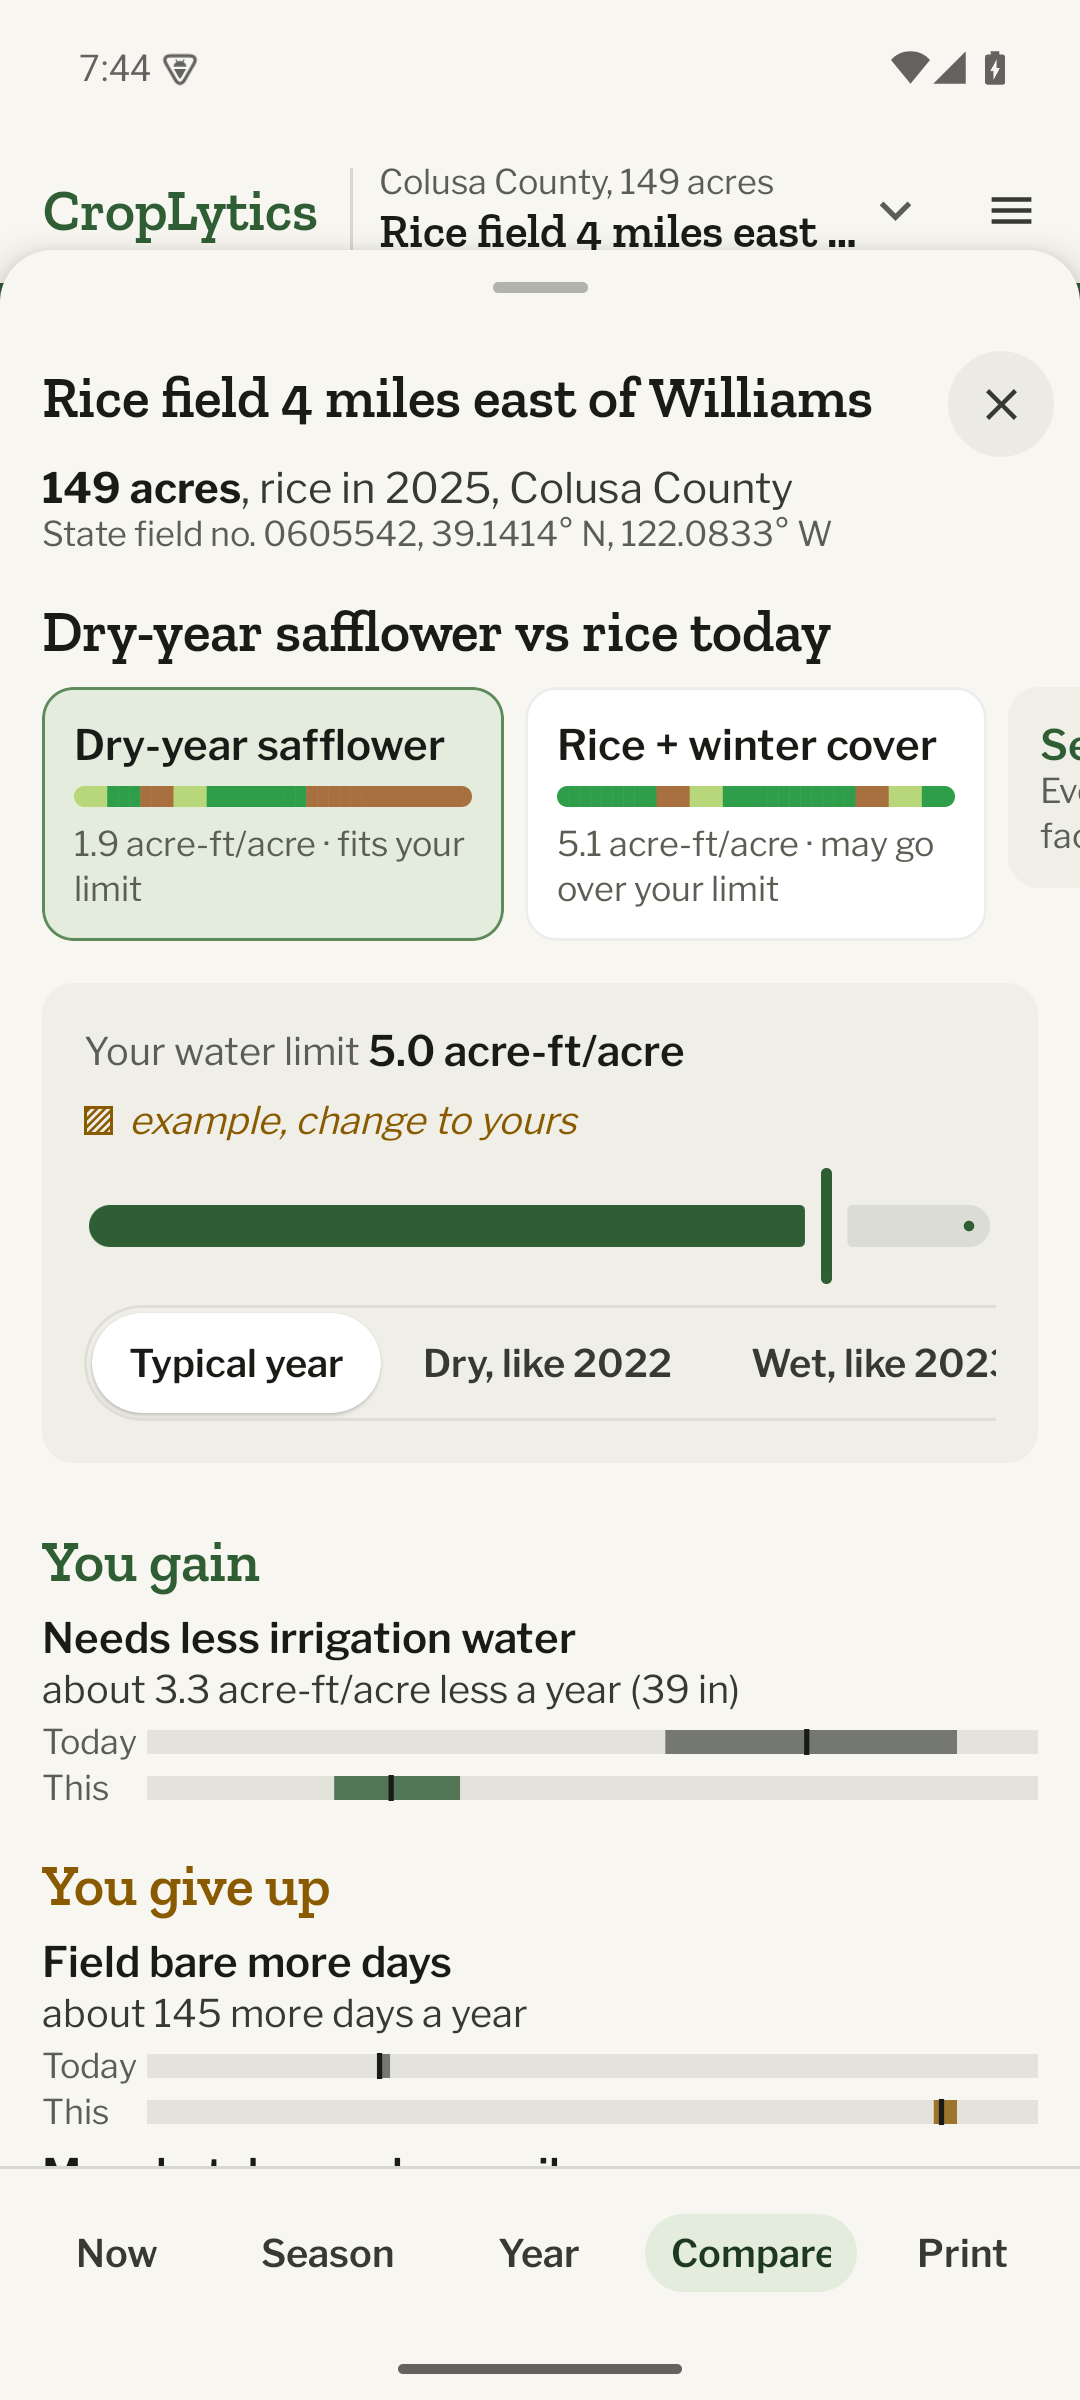 7:44
CropLytics
Colusa County, 149 acres
Rice field 4 miles east ...
Rice field 4 miles east of Williams
149 acres, rice in 2025, Colusa County
State field no. 0605542, 39.1414° N, 122.0833° W
Dry-year safflower vs rice today
Dry-year safflower
1.9 acre-ft/acre · fits your
limit
Rice + winter cover
5.1 acre-ft/acre · may go
over your limit
Your water limit 5.0 acre-ft/acre
example, change to yours
Typical year
Dry, like 2022
Wet, like 202
You gain
Needs less irrigation water
about 3.3 acre-ft/acre less a year (39 in)
Today
This
You give up
Field bare more days
about 145 more days a year
Today
This
Now
Season
Year
Compare
Print